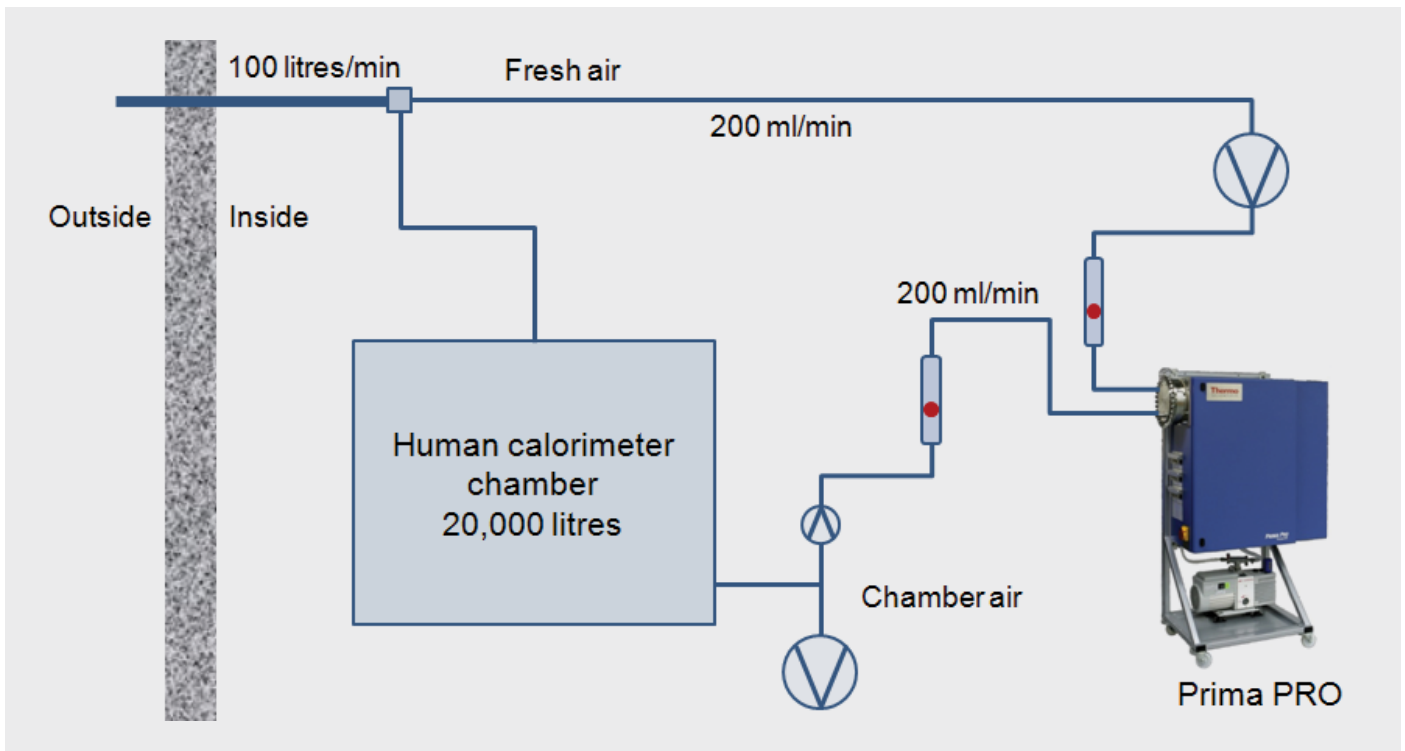 100 litres/min
Fresh air
200 ml/min
Outside
Inside
200 ml/min
Human calorimeter
chamber
20,000 litres
Chamber air
Thermo
Prima PRO